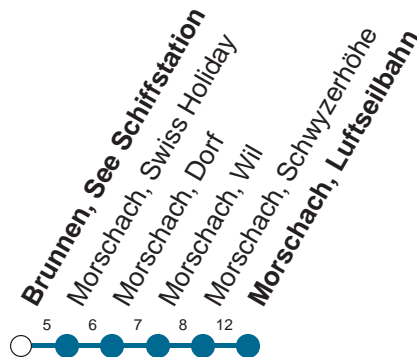 Brunnen, See Schiffstation
Morschach, Swiss Holiday
Morschach, Dorf
Morschach, Wil
Morschach, Schwyzerhöhe
Morschach, Luftseilbahn
5 6 7 8 12